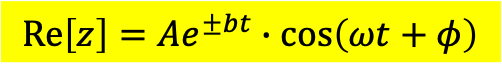 Re[z] = Ae^{±bt} · cos(ωt + ϕ)